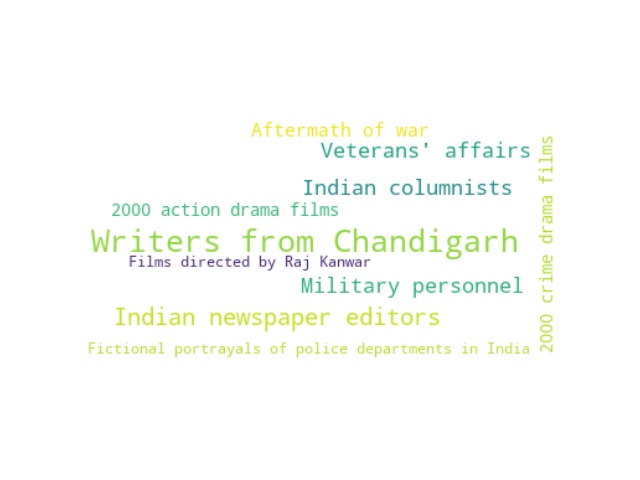 Aftermath of war
Veterans' affairs
Indian columnists
2000 action drama films
Writers from Chandigarh
Films directed by Raj Kanwar
Military personnel
Indian newspaper editors
Fictional portrayals of police departments in India
2000 crime drama films